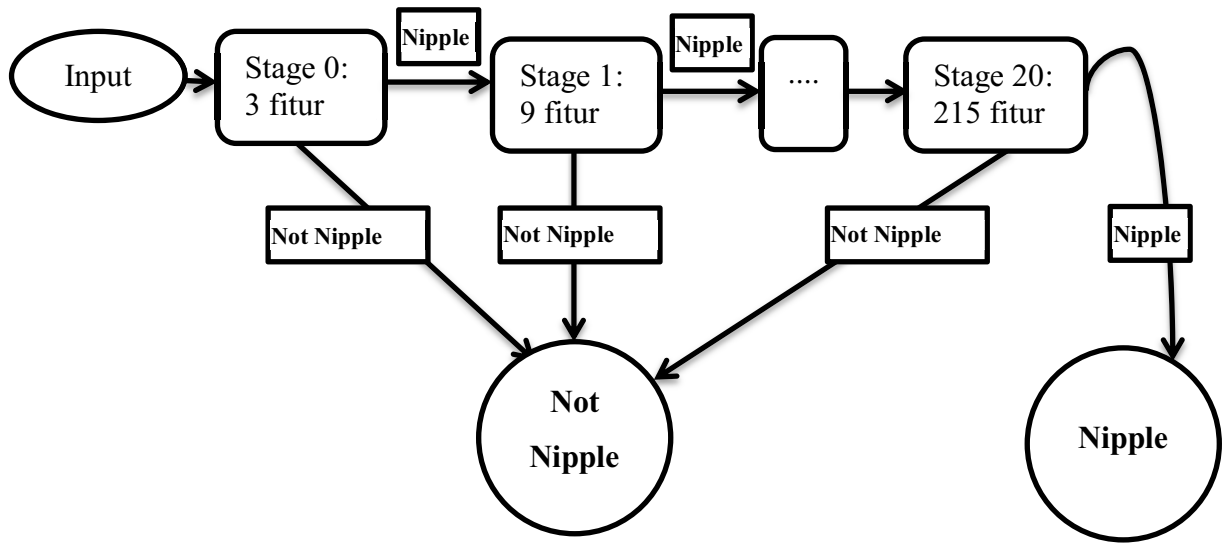 Input
Stage 0:
3 fitur
Nipple
Stage 1:
9 fitur
Nipple
....
Stage 20:
215 fitur
Not Nipple
Not Nipple
Not Nipple
Nipple
Not
Nipple
Nipple